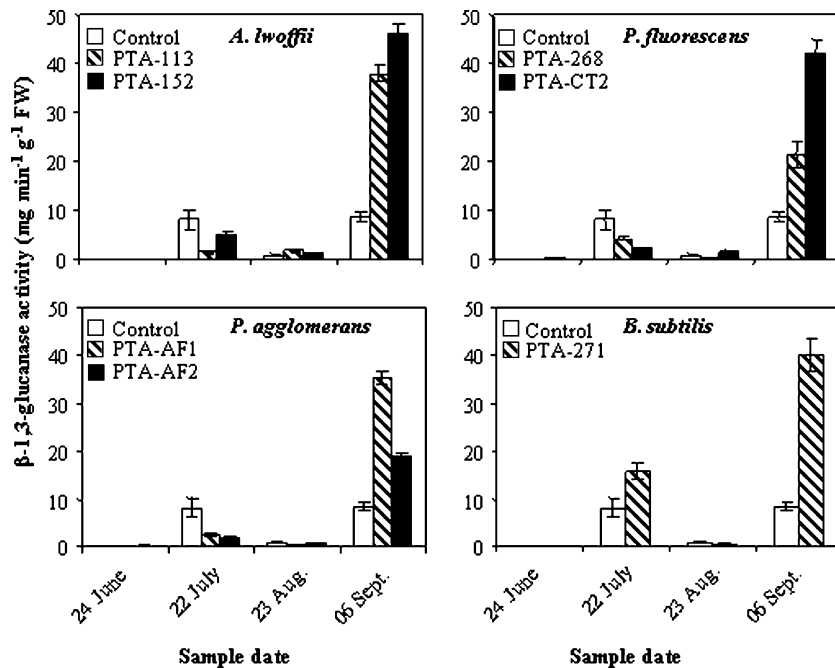 β-1,3-glucanase activity (mg min-1 g-1 FW)
50
40
30
20
10
0
Control
PTA-113
PTA-152
A. lwoffii
50
40
30
20
10
0
Control
PTA-268
PTA-CT2
P. fluorescens
50
40
30
20
10
0
Control
PTA-AF1
PTA-AF2
P. agglomerans
24 June
22 July
23 Aug.
06 Sept.
Sample date
50
40
30
20
10
0
Control
PTA-271
B. subtilis
24 June
22 July
23 Aug.
06 Sept.
Sample date